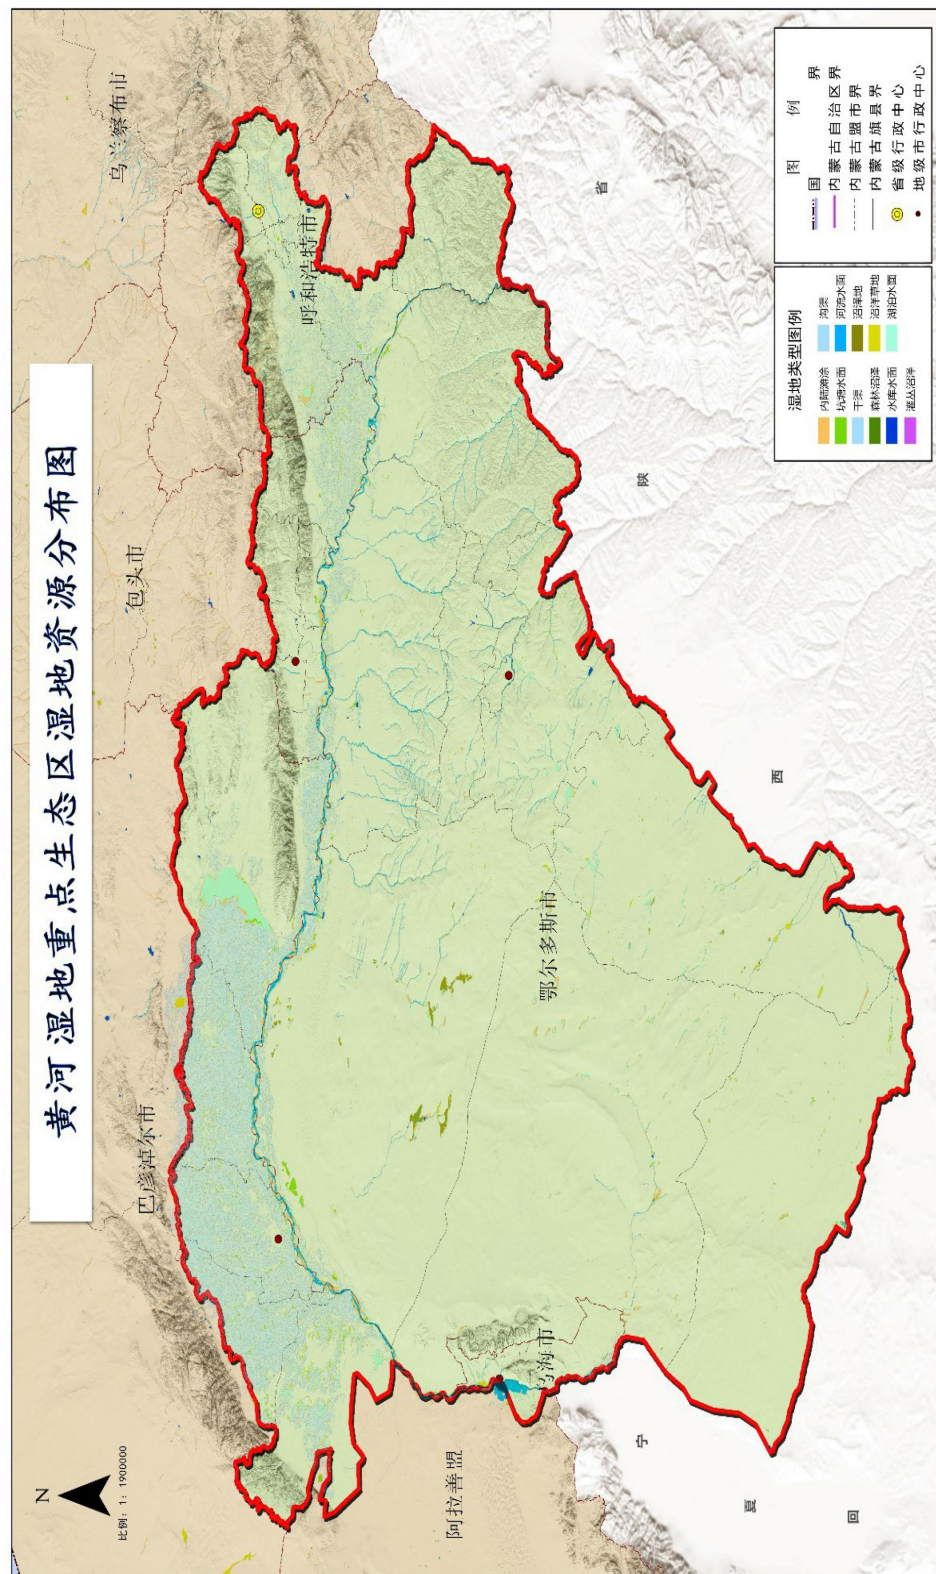 黄河湿地重点生态区湿地资源分布图
N
比例:1:1900000
乌兰察布市
包头市
巴彦淖尔市
呼和浩特市
鄂尔多斯市
乌海市
阿拉善盟
省
陕
西
宁
夏
回
图 例
国 界
内蒙古自治区界
内蒙古盟市界
内蒙古旗县界
省级行政中心
地级市行政中心
湿地类型图例
内陆滩涂
沟渠
坑塘水面
河流水面
干渠
沼泽地
森林沼泽
沼泽草地
水库水面
湖泊水面
灌丛沼泽